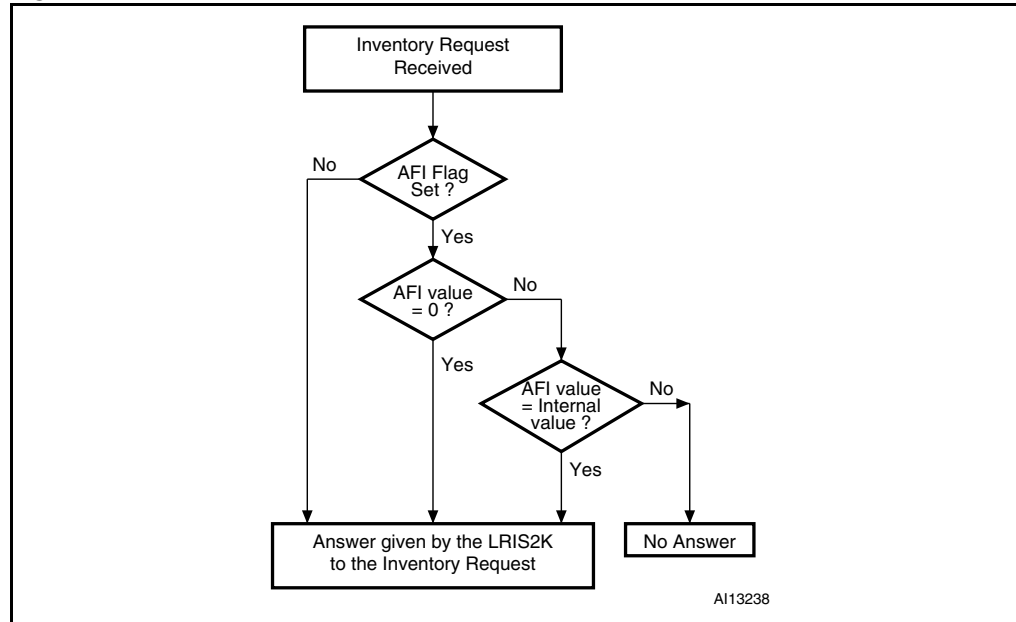 Inventory Request
Received
No
AFI Flag
Set ?
Yes
AFI value
= 0 ?
No
Yes
AFI value
= Internal
value ?
No
Yes
Answer given by the LRIS2K
to the Inventory Request
No Answer
AI13238